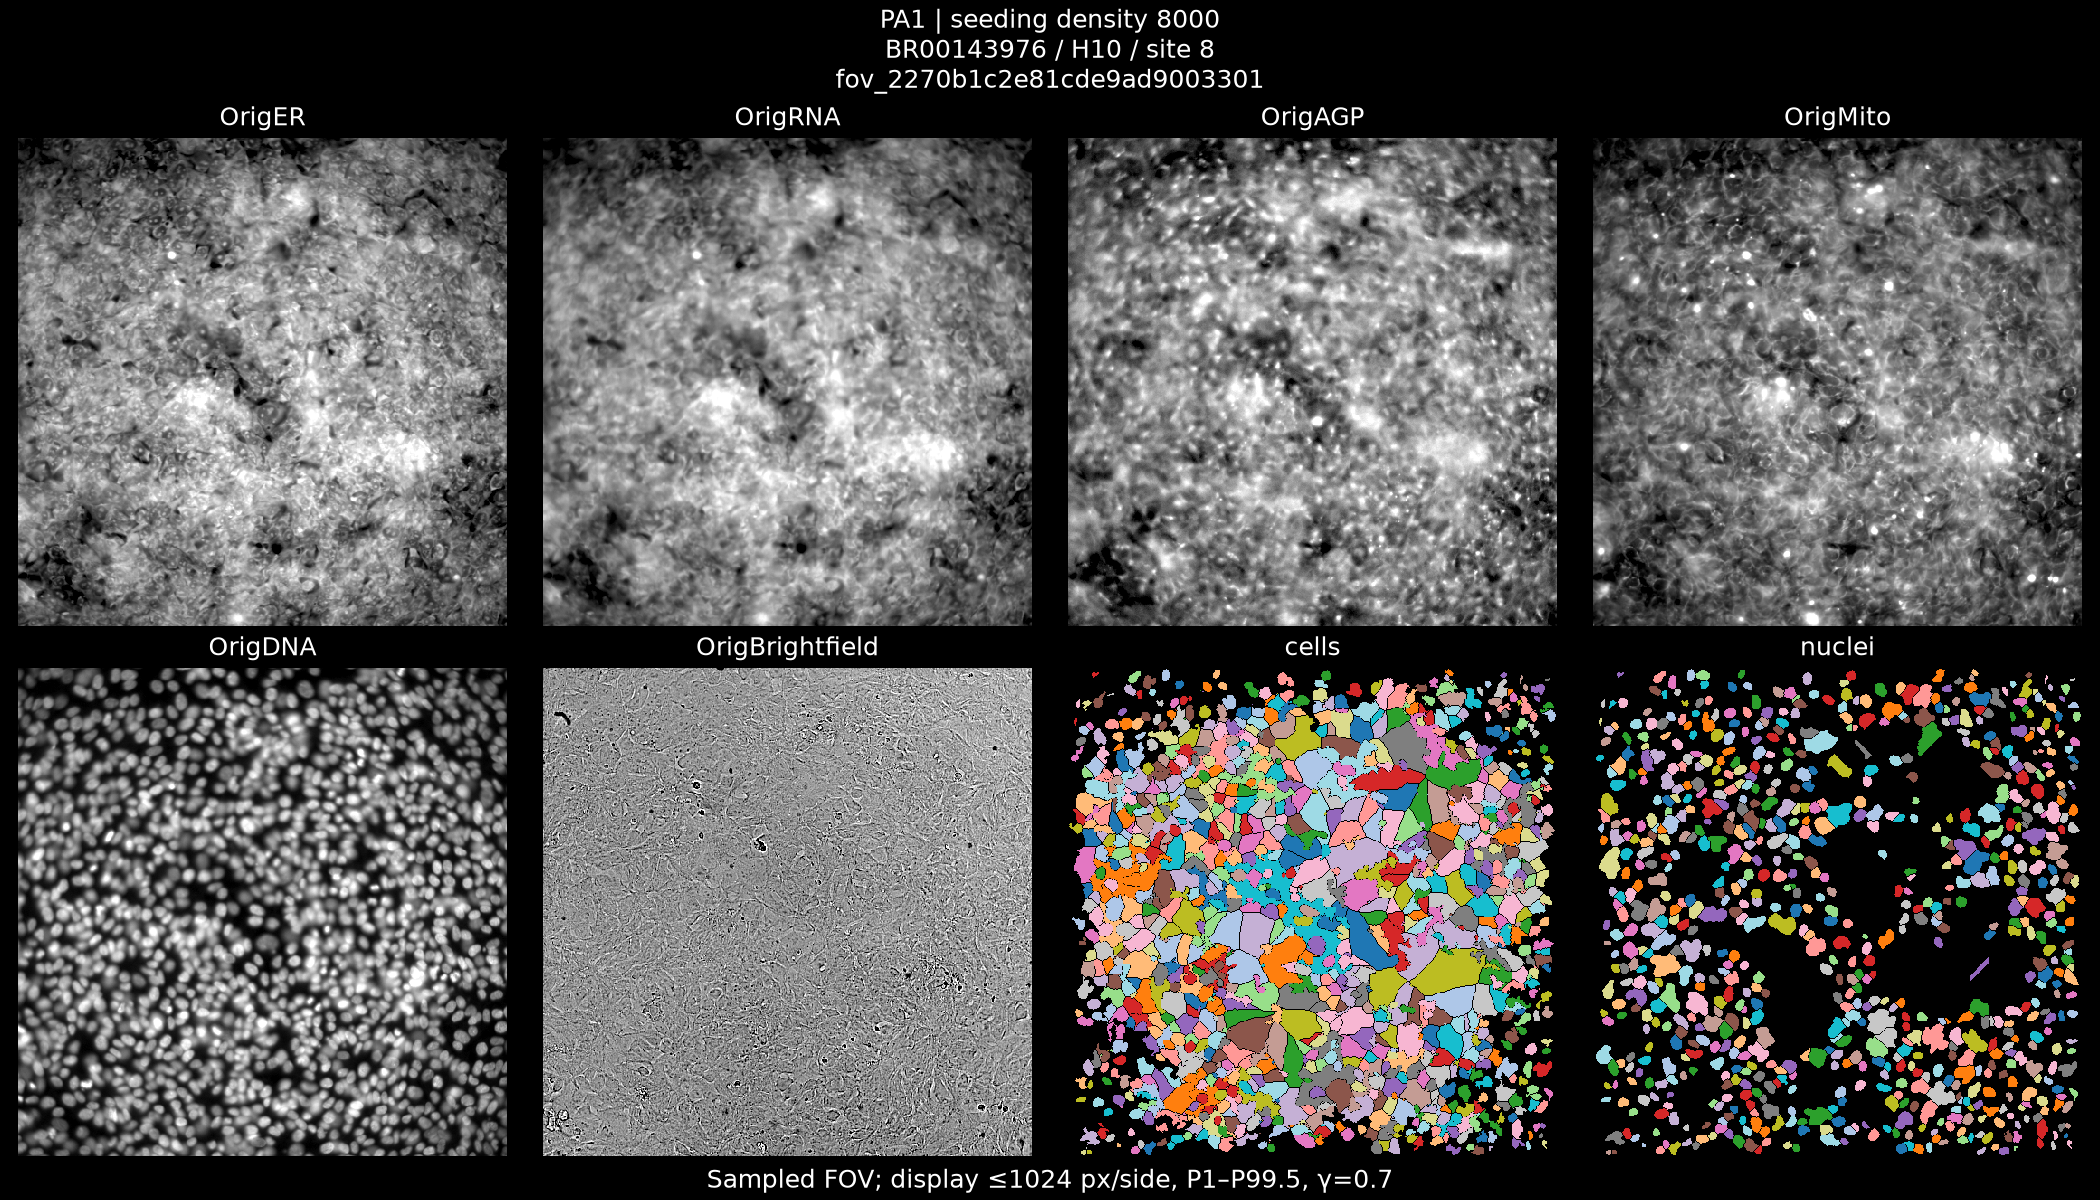 PA1 | seeding density 8000
BR00143976 / H10 / site 8
fov_2270b1c2e81cde9ad9003301
OrigER
OrigRNA
OrigAGP
OrigMito
OrigDNA
OrigBrightfield
cells
nuclei
Sampled FOV; display ≤1024 px/side, P1–P99.5, γ=0.7